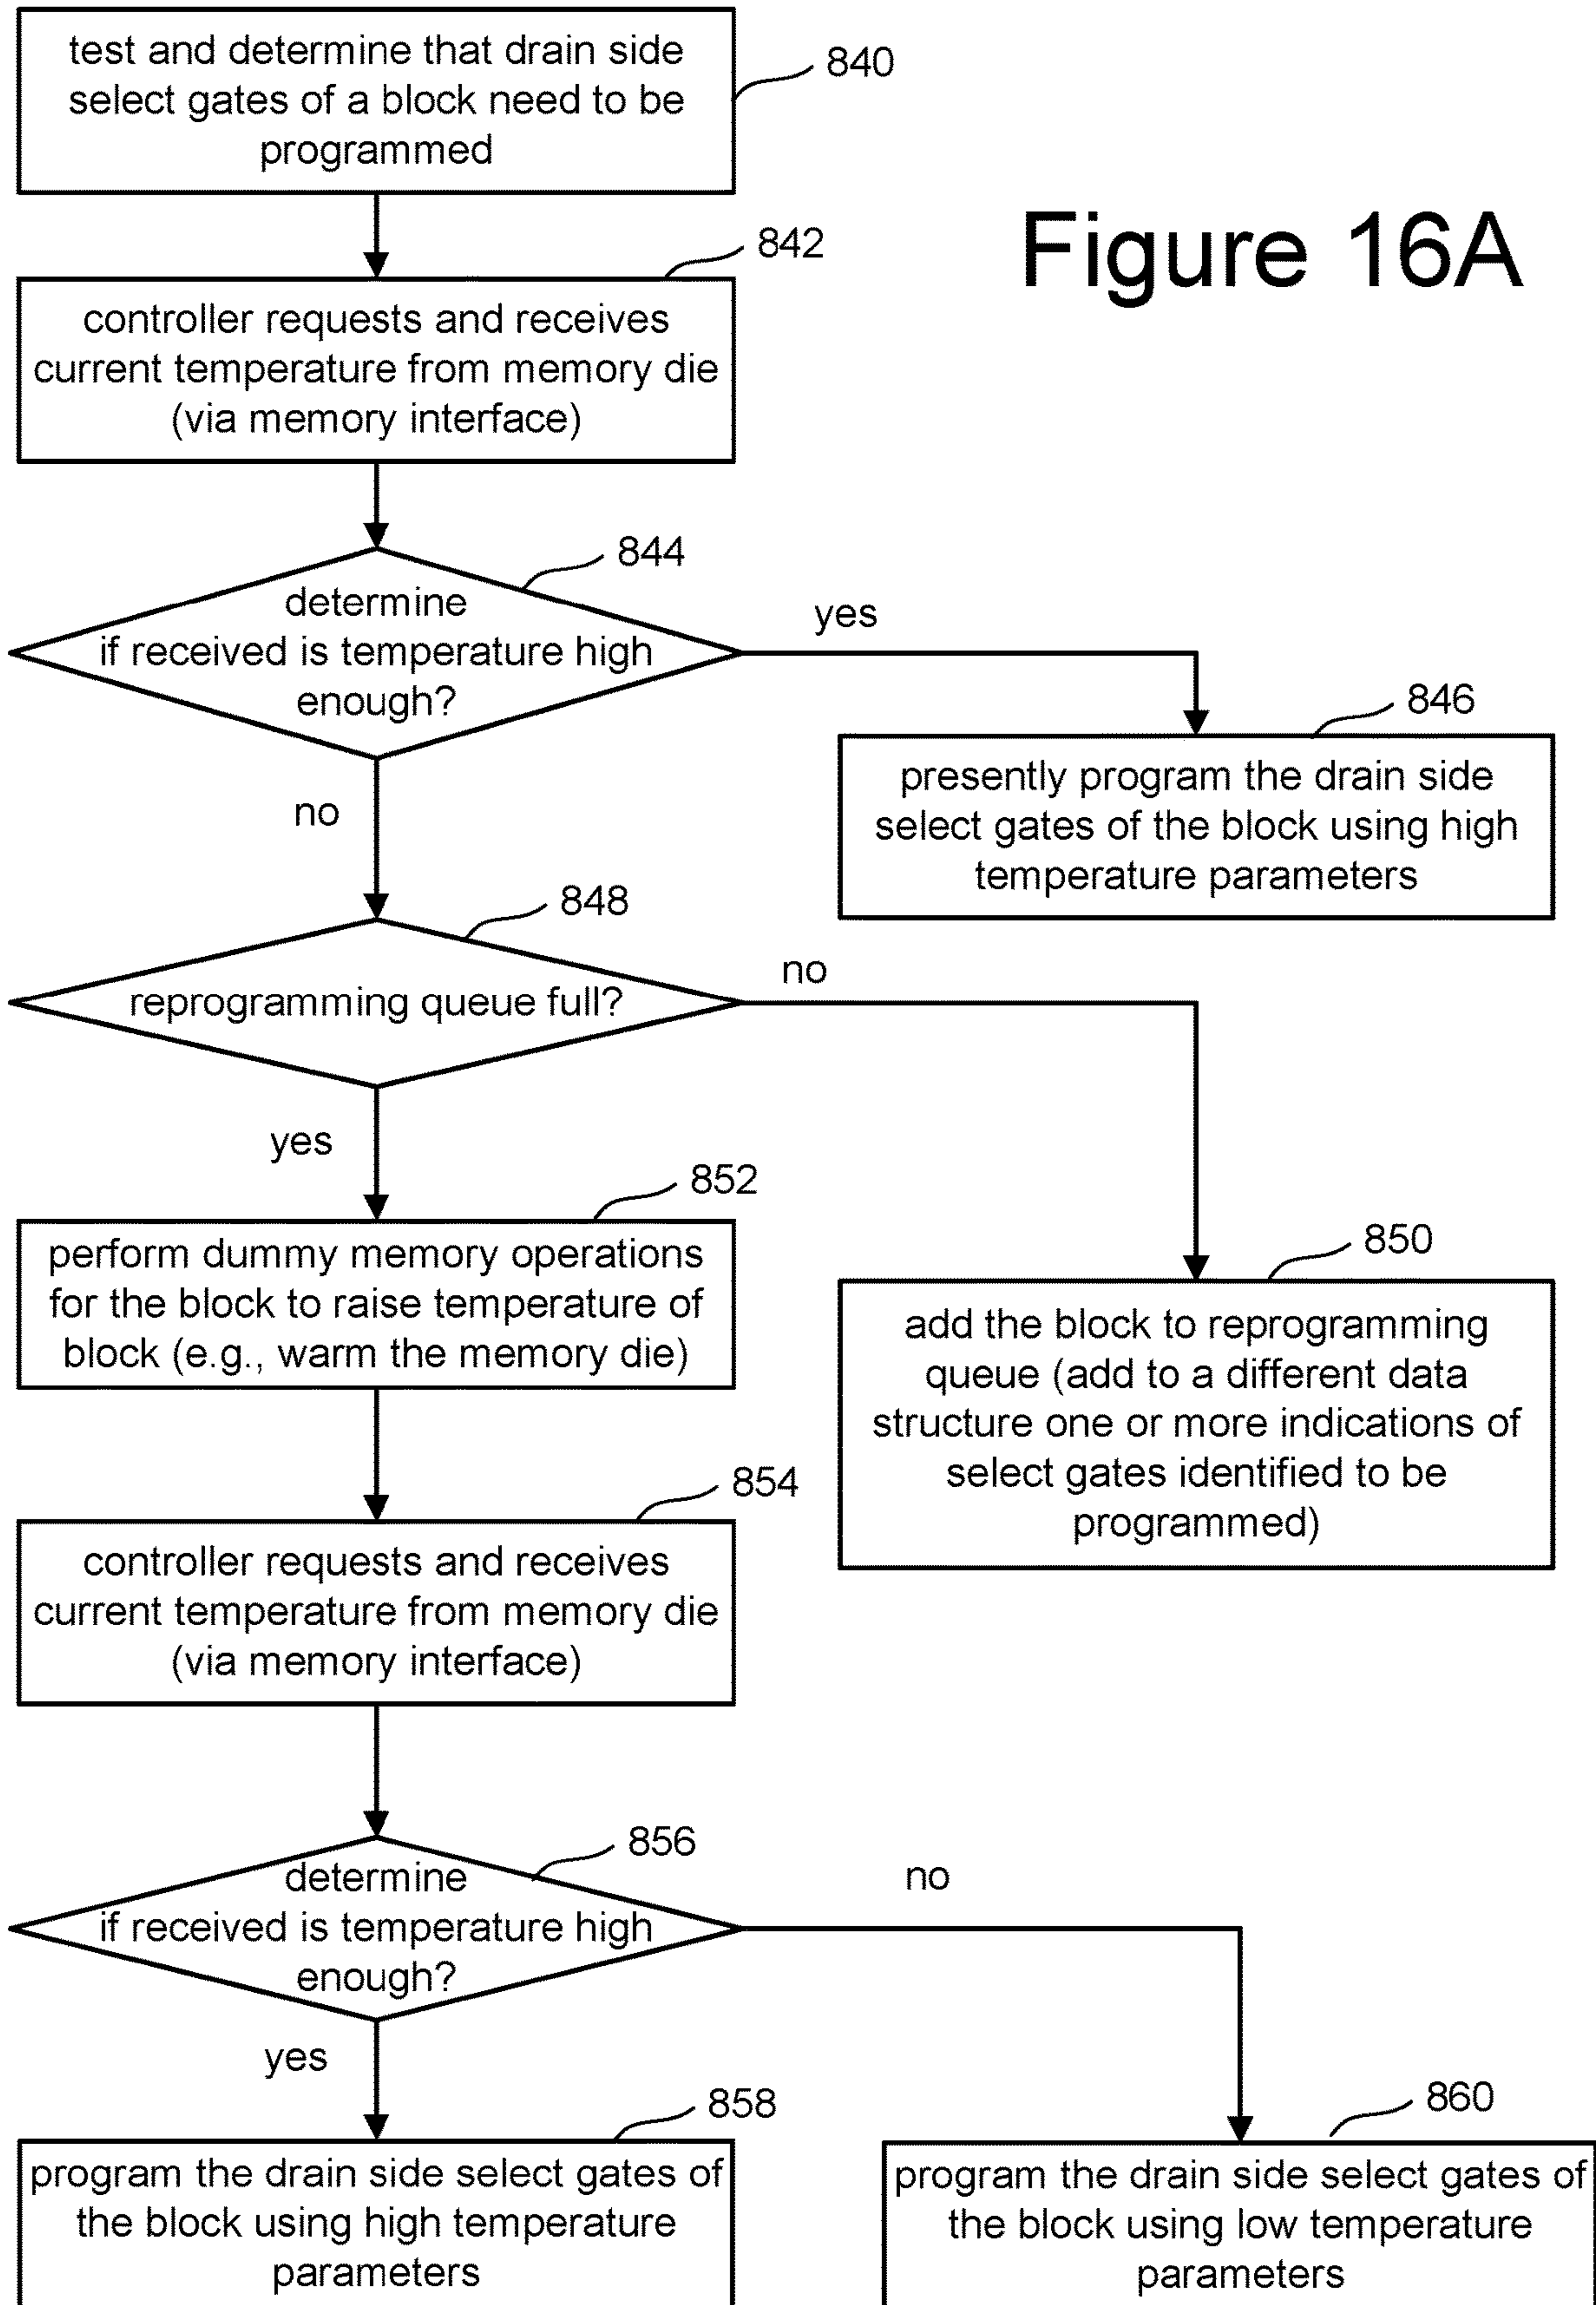 test and determine that drain side
select gates of a block need to be
programmed
840
Figure 16A
842
controller requests and receives
current temperature from memory die
(via memory interface)
844
determine
if received is temperature high
enough?
yes
846
presently program the drain side
select gates of the block using high
temperature parameters
no
848
reprogramming queue full?
no
yes
852
perform dummy memory operations
for the block to raise temperature of
block (e.g., warm the memory die)
850
add the block to reprogramming
queue (add to a different data
structure one or more indications of
select gates identified to be
programmed)
854
controller requests and receives
current temperature from memory die
(via memory interface)
856
determine
if received is temperature high
enough?
no
yes
858
program the drain side select gates of
the block using high temperature
parameters
860
program the drain side select gates of
the block using low temperature
parameters